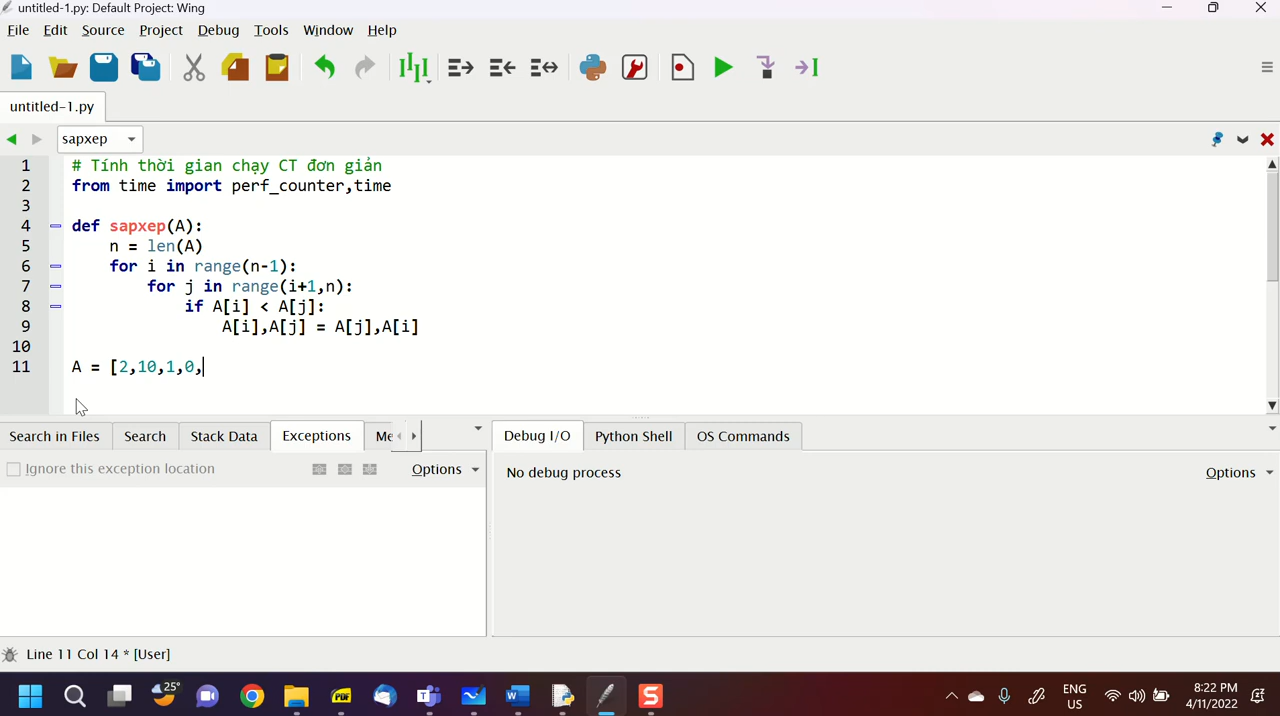 untitled-1.py: Default Project: Wing
File Edit Source Project Debug Tools Window Help
untitled-1.py
sapxep
1 # Tính thời gian chạy CT đơn giản
2 from time import perf_counter,time
3
4 def sapxep(A):
5 n = len(A)
6 for i in range(n-1):
7 for j in range(i+1,n):
8 if A[i] < A[j]:
9 A[i],A[j] = A[j],A[i]
10
11 A = [2,10,1,0,
Search in Files Search Stack Data Exceptions Me Debug I/O Python Shell OS Commands
Ignore this exception location Options No debug process Options
Line 11 Col 14 * [User]
25° PDF W S ENG US 8:22 PM 4/11/2022